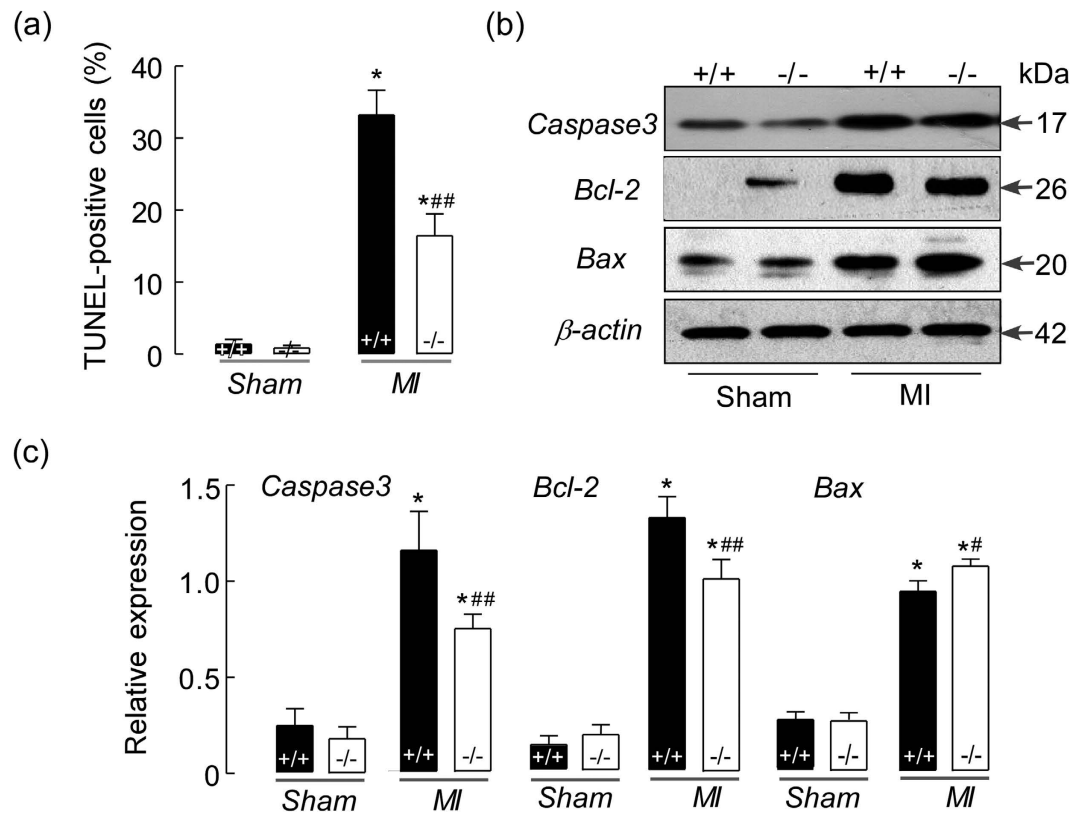 (a)
TUNEL-positive cells (%)
40
30
20
10
0
*
*##
+/+
-/-
+/+
-/-
Sham
MI
(b)
+/+ -/- +/+ -/- kDa
Caspase3 17
Bcl-2 26
Bax 20
β-actin 42
Sham MI
(c)
Relative expression
1.5
1.0
0.5
0
Caspase3 Bcl-2 Bax
* *## * *## * *#
+/+ -/- +/+ -/- +/+ -/- +/+ -/- +/+ -/- +/+ -/-
Sham MI Sham MI Sham MI